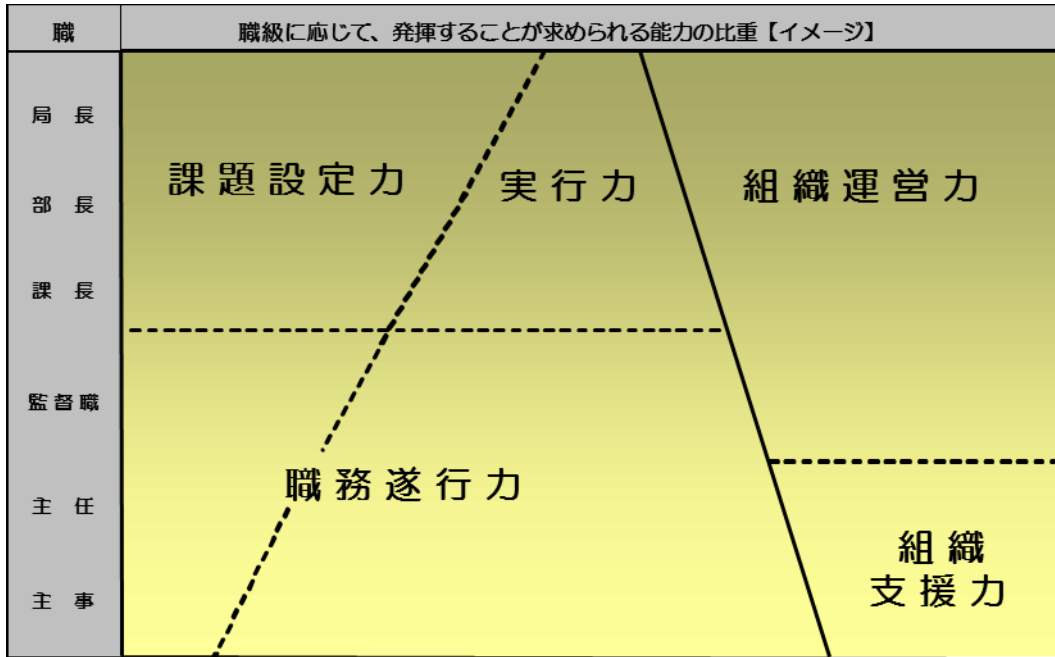 職
職級に応じて、発揮することが求められる能力の比重【イメージ】
局　長
部　長
課　長
監督職
主　任
主　事
課題設定力
実行力
組織運営力
職務遂行力
組織
支援力